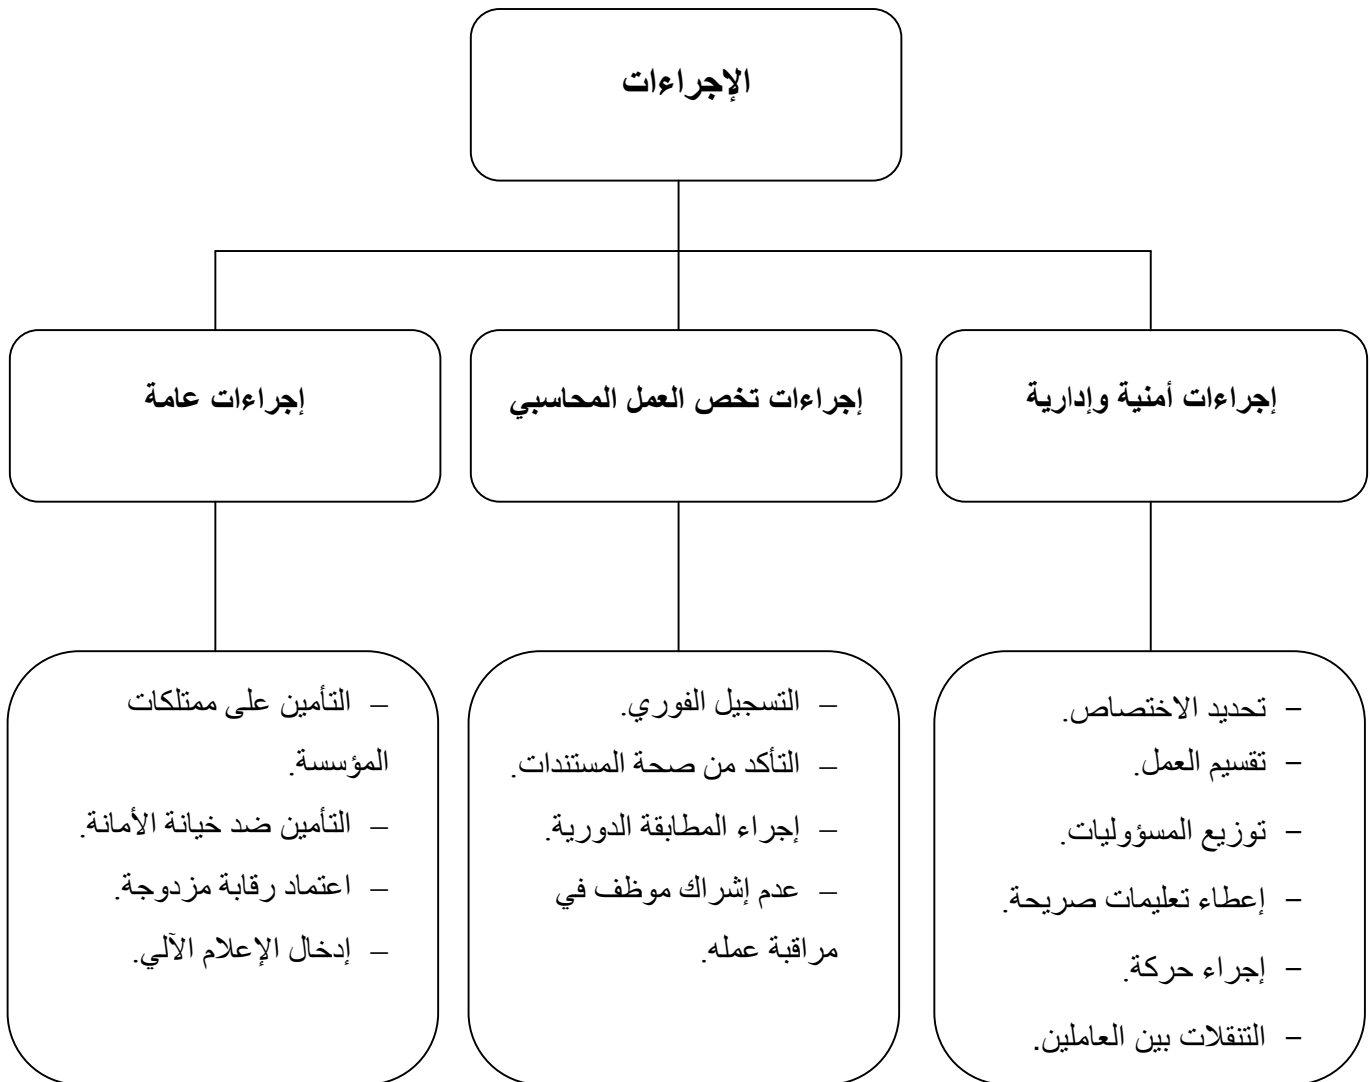 الإجراءات
إجراءات أمنية وإدارية
إجراءات تخص العمل المحاسبي
إجراءات عامة
− تحديد الاختصاص.
− تقسيم العمل.
− توزيع المسؤوليات.
− إعطاء تعليمات صريحة.
− إجراء حركة.
− التنقلات بين العاملين.
– التسجيل الفوري.
– التأكد من صحة المستندات.
– إجراء المطابقة الدورية.
– عدم إشراك موظف في
مراقبة عمله.
– التأمين على ممتلكات
المؤسسة.
– التأمين ضد خيانة الأمانة.
– اعتماد رقابة مزدوجة.
– إدخال الإعلام الآلي.